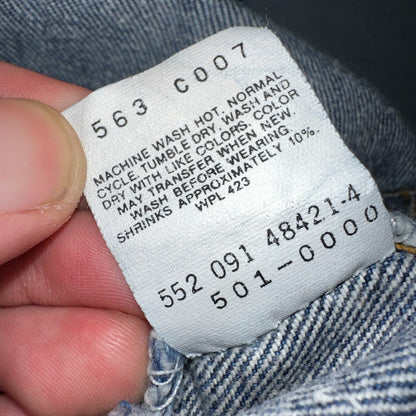 563 C007
MACHINE WASH HOT, NORMAL
CYCLE. TUMBLE DRY. WASH AND
DRY WITH LIKE COLORS. COLOR
MAY TRANSFER WHEN NEW.
WASH BEFORE WEARING.
SHRINKS APPROXIMATELY 10%.
WPL 423
552 091 48421-4
501-0000